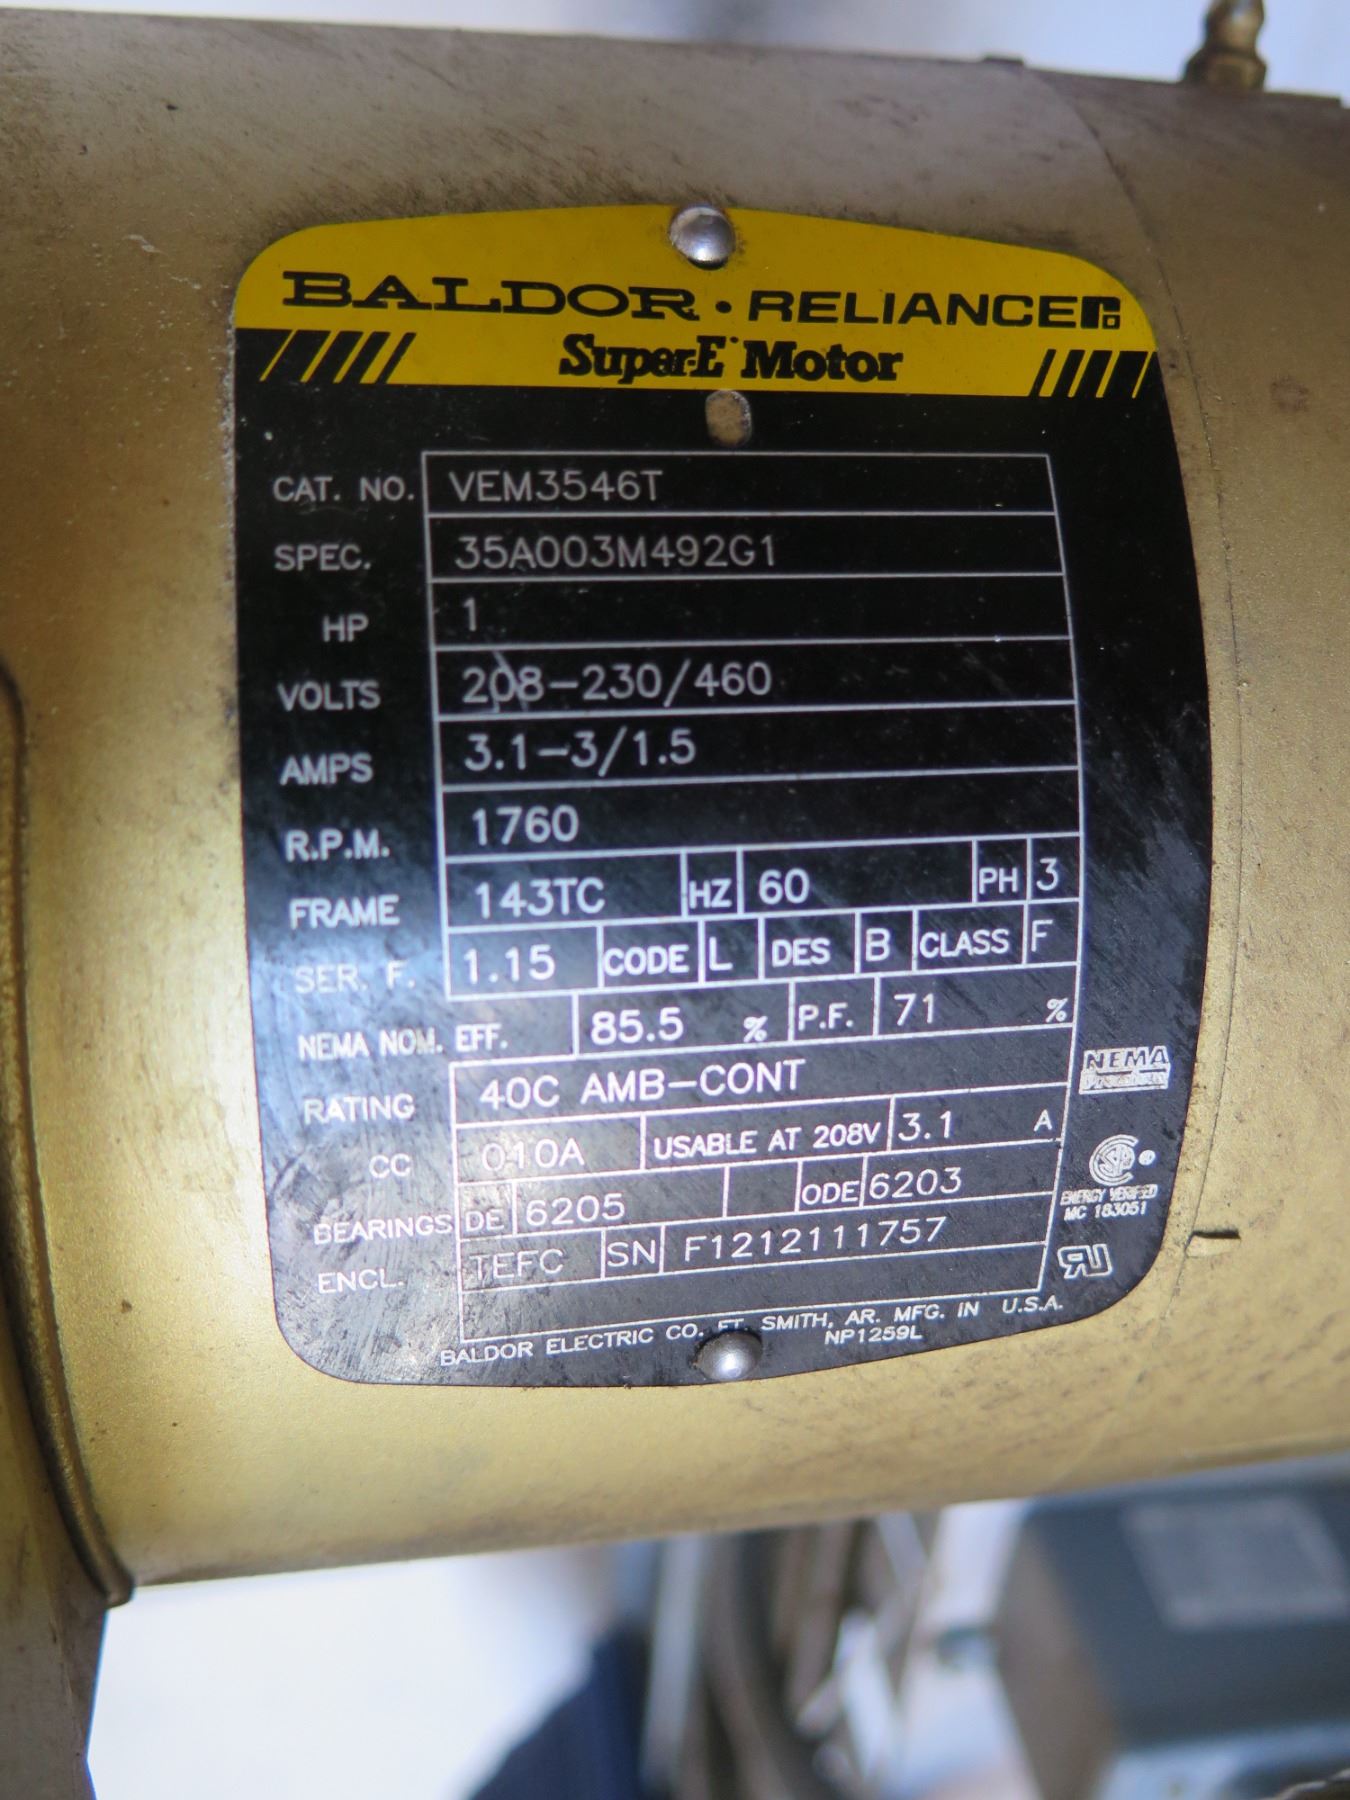 BALDOR • RELIANCE
Super-E Motor
CAT. NO. VEM3546T
SPEC. 35A003M492G1
HP 1
VOLTS 208-230/460
AMPS 3.1-3/1.5
R.P.M. 1760
FRAME 143TC HZ 60 PH 3
SER. F. 1.15 CODE L DES B CLASS F
NEMA NOM. EFF. 85.5 % P.F. 71 %
RATING 40C AMB-CONT
CC 010A USABLE AT 208V 3.1 A
BEARINGS DE 6205 ODE 6203
ENCL. TEFC SN F1212111757
NEMA
Premium
ENERGY VERIFIED
MC 183051
BALDOR ELECTRIC CO. FT. SMITH, AR. MFG. IN U.S.A.
NP1259L